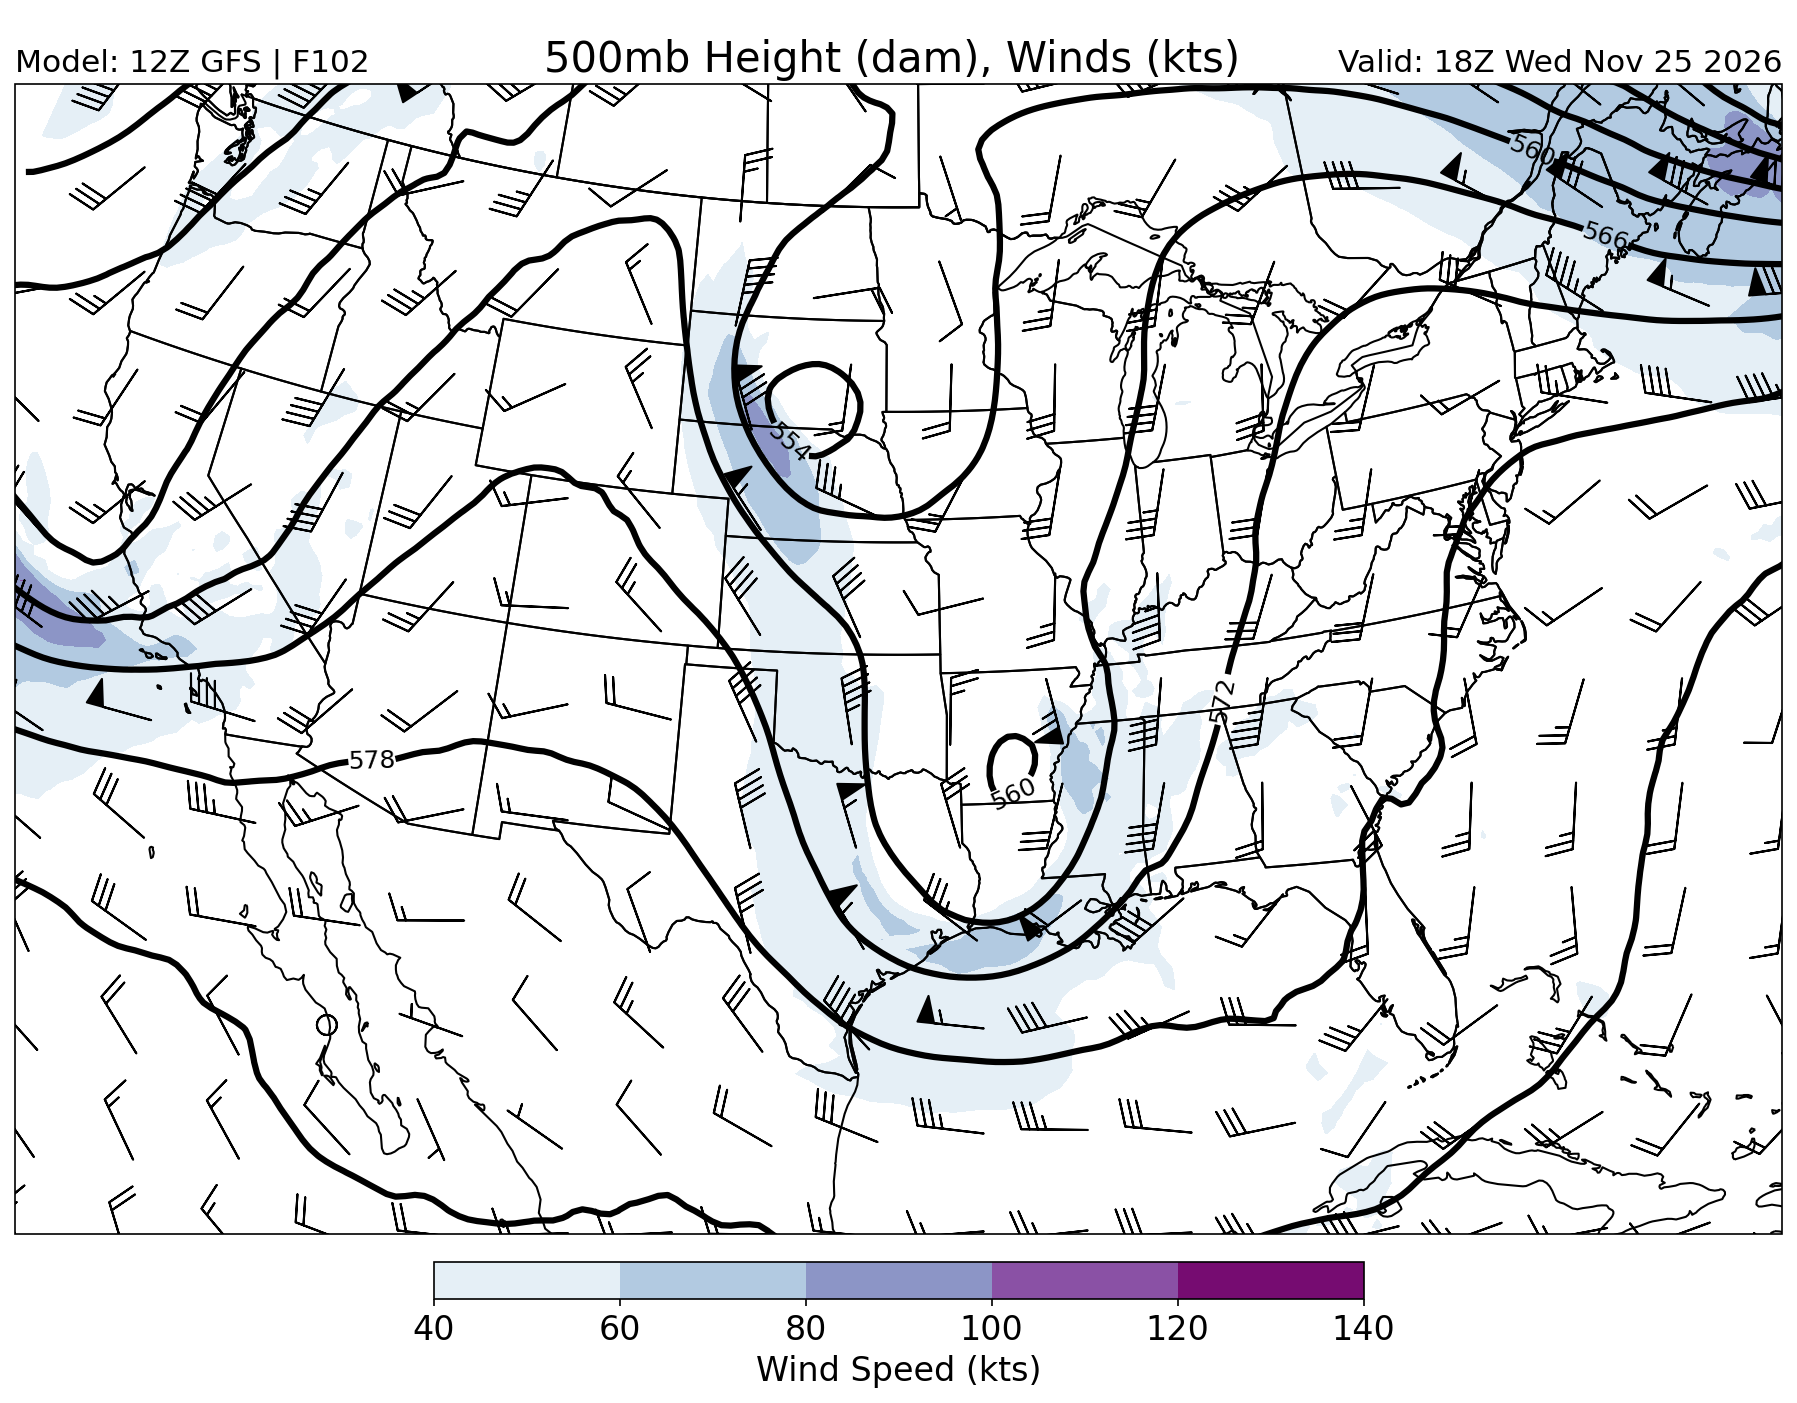 500mb Height (dam), Winds (kts)
Model: 12Z GFS | F102
Valid: 18Z Wed Nov 25 2026
560
566
554
572
578
560
40 60 80 100 120 140
Wind Speed (kts)